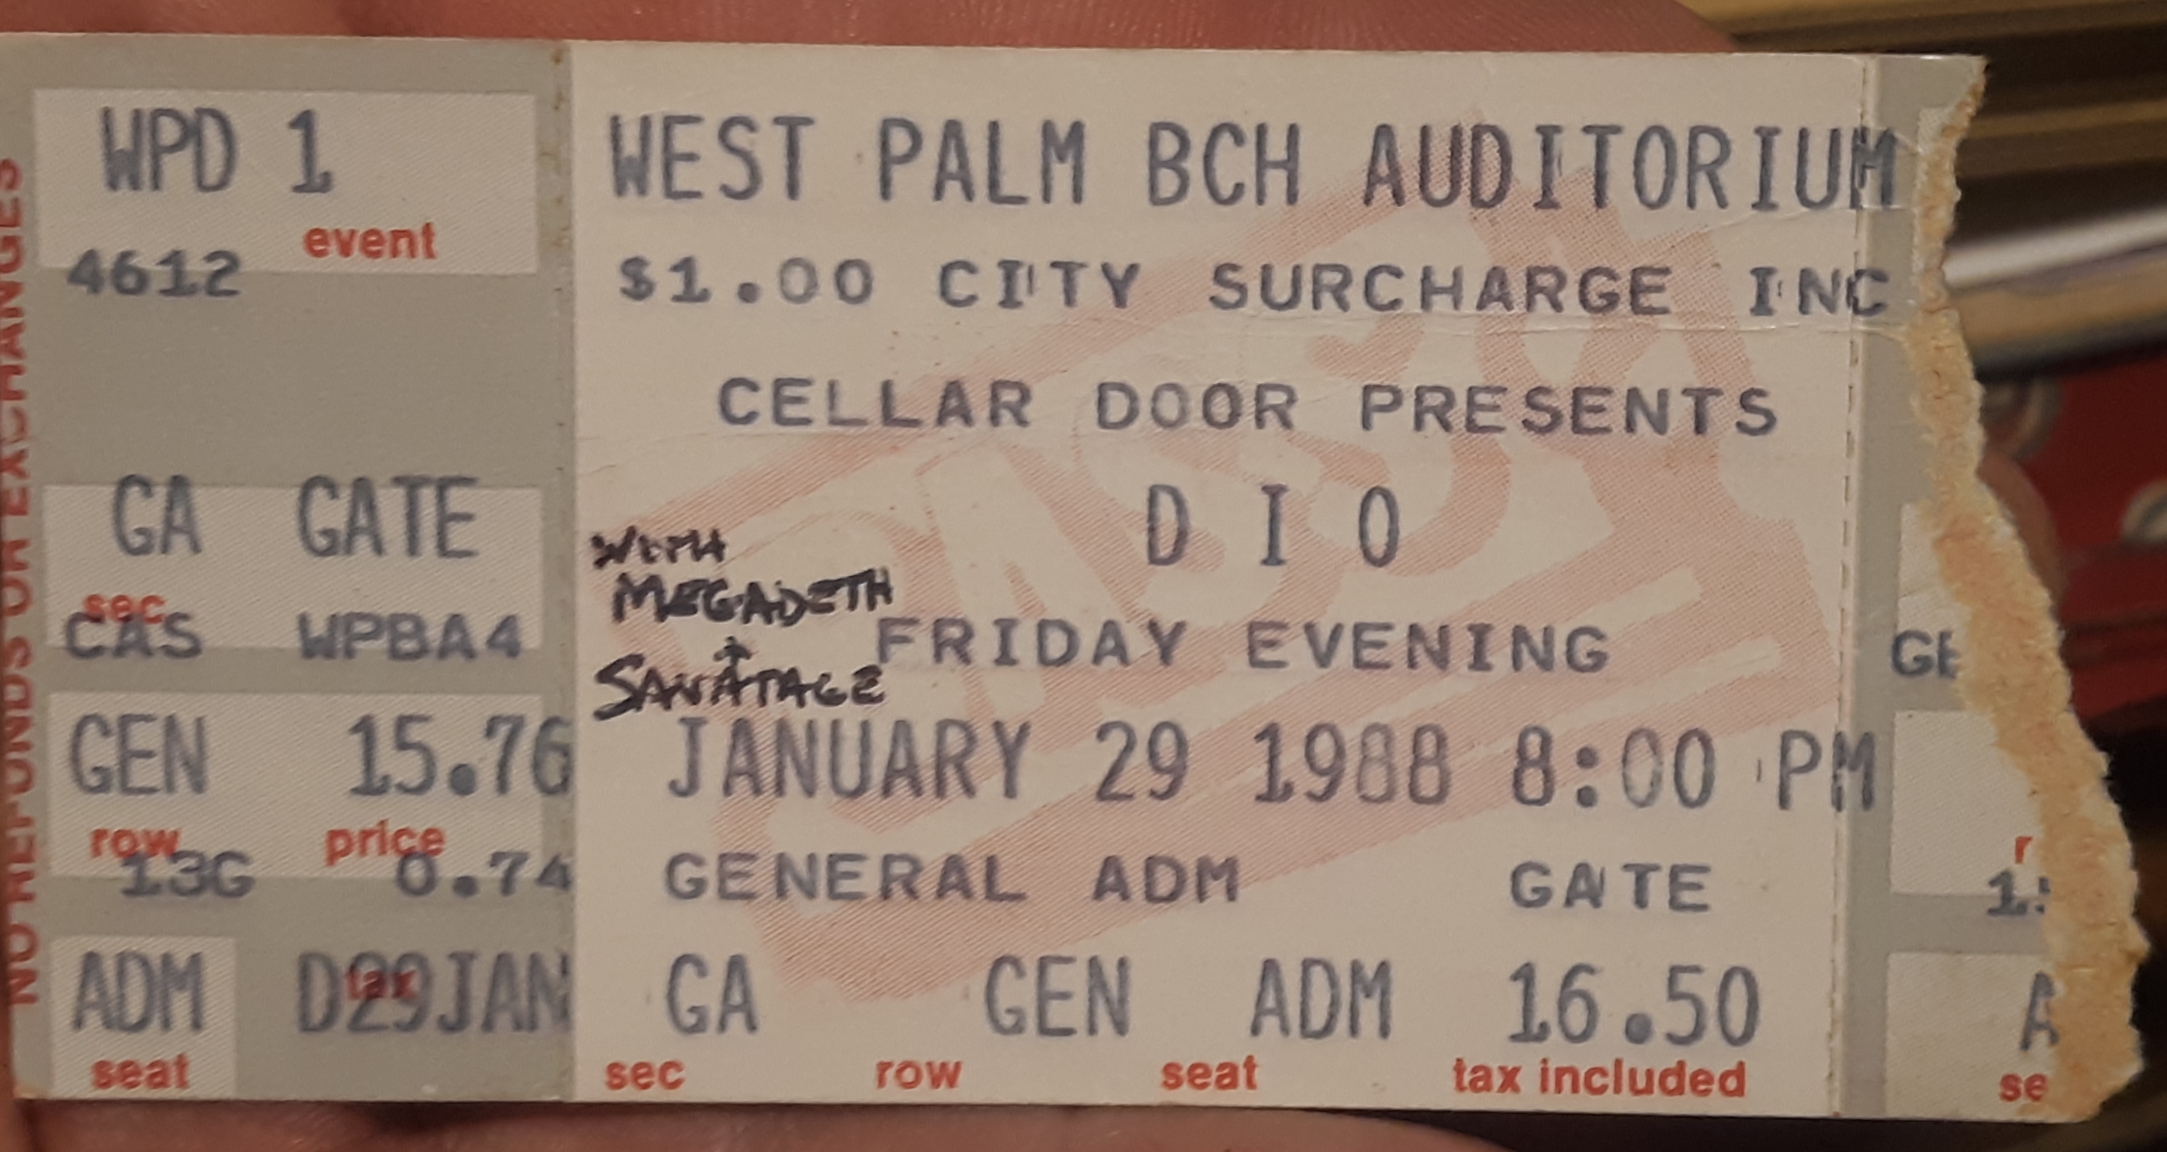 NO REFUNDS OR EXCHANGES
WPD 1
event
4612
GA GATE
sec
CAS WPBA4
GEN 15.76
row price
13G 0.74
ADM D29JAN
tax
seat
WEST PALM BCH AUDITORIUM
$1.00 CITY SURCHARGE INC
CELLAR DOOR PRESENTS
D I O
WITH
MEGADETH
+
SAVATAGE
FRIDAY EVENING
JANUARY 29 1988 8:00 PM
GENERAL ADM GATE
GA GEN ADM 16.50
sec row seat tax included
GE
r
A
se